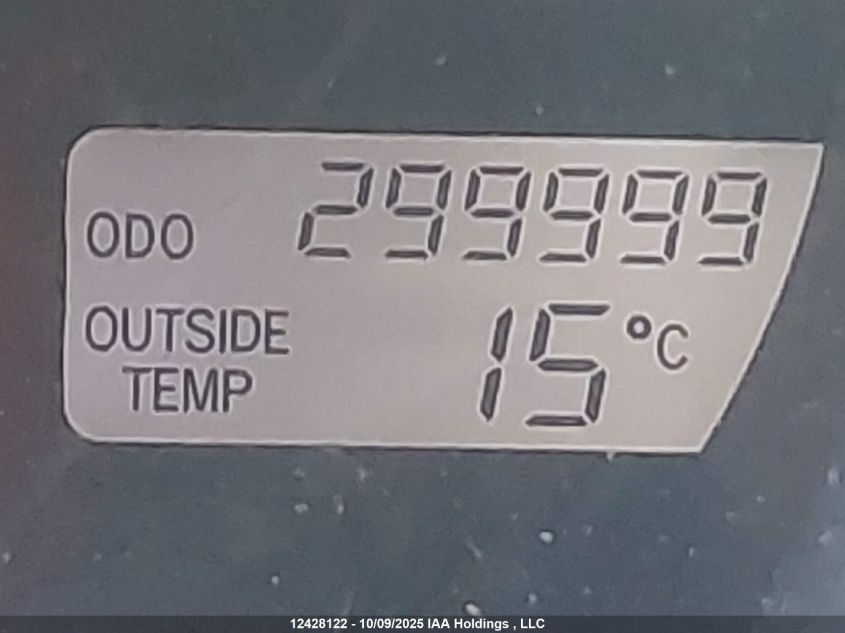 ODO 299999
OUTSIDE TEMP 15°C
12428122 - 10/09/2025 IAA Holdings , LLC